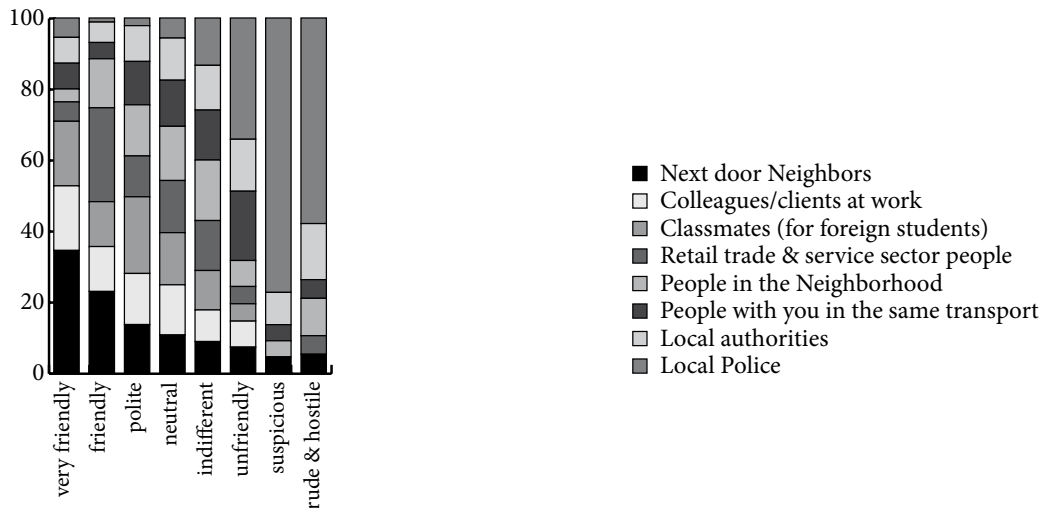 100
80
60
40
20
0
very friendly
friendly
polite
neutral
indifferent
unfriendly
suspicious
rude & hostile
Next door Neighbors
Colleagues/clients at work
Classmates (for foreign students)
Retail trade & service sector people
People in the Neighborhood
People with you in the same transport
Local authorities
Local Police